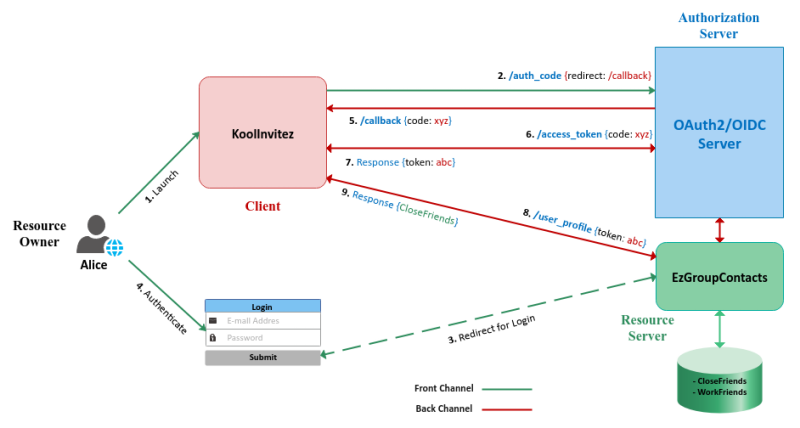 Authorization
Server
2. /auth_code {redirect: /callback}
KoolInvitez
5. /callback {code: xyz}
6. /access_token {code: xyz}
OAuth2/OIDC
Server
7. Response {token: abc}
1. Launch
9. Response {CloseFriends}
Client
8. /user_profile {token: abc}
Resource
Owner
Alice
EzGroupContacts
4. Authenticate
Login
E-mail Addres
Password
Submit
3. Redirect for Login
Resource
Server
- CloseFriends
- WorkFriends
Front Channel
Back Channel